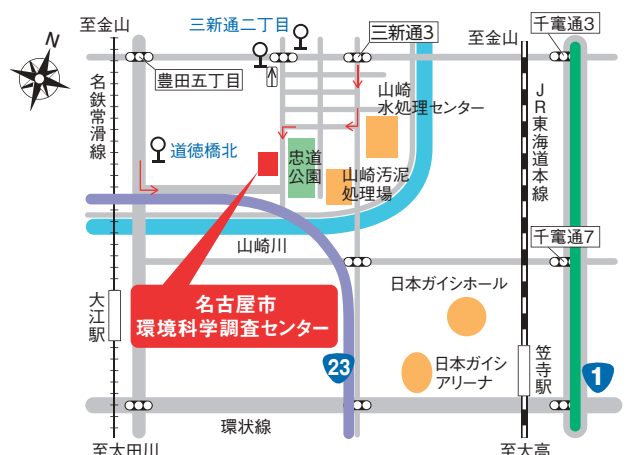 至金山
三新通二丁目
三新通3
至金山
千竈通3
N
豊田五丁目
名鉄常滑線
山崎
水処理センター
JR東海道本線
道徳橋北
忠道
公園
山崎汚泥
処理場
山崎川
千竈通7
名古屋市
環境科学調査センター
大江駅
日本ガイシホール
23
日本ガイシ
アリーナ
笠寺駅
1
環状線
至太田川
至大高